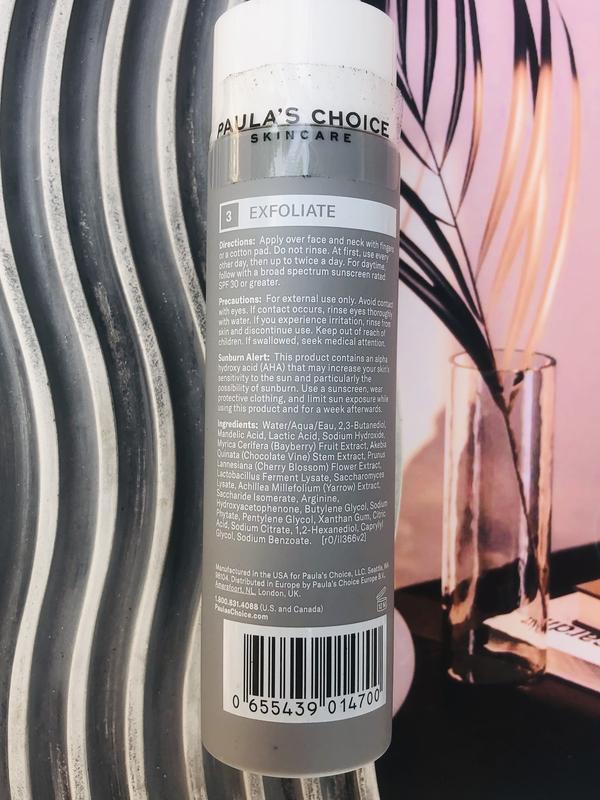 PAULA'S CHOICE
SKINCARE
3 EXFOLIATE
Directions: Apply over face and neck with fingers
or a cotton pad. Do not rinse. At first, use every
other day, then up to twice a day. For daytime,
follow with a broad spectrum sunscreen rated
SPF 30 or greater.
Precautions: For external use only. Avoid contact
with eyes. If contact occurs, rinse eyes thoroughly
with water. If you experience irritation, rinse from
skin and discontinue use. Keep out of reach of
children. If swallowed, seek medical attention.
Sunburn Alert: This product contains an alpha
hydroxy acid (AHA) that may increase your skin's
sensitivity to the sun and particularly the
possibility of sunburn. Use a sunscreen, wear
protective clothing, and limit sun exposure while
using this product and for a week afterwards.
Ingredients: Water/Aqua/Eau, 2,3-Butanediol,
Mandelic Acid, Lactic Acid, Sodium Hydroxide,
Myrica Cerifera (Bayberry) Fruit Extract, Akebia
Quinata (Chocolate Vine) Stem Extract, Prunus
Lannesiana (Cherry Blossom) Flower Extract,
Lactobacillus Ferment Lysate, Saccharomyces
Lysate, Achillea Millefolium (Yarrow) Extract,
Saccharide Isomerate, Arginine,
Hydroxyacetophenone, Butylene Glycol, Sodium
Phytate, Pentylene Glycol, Xanthan Gum, Citric
Acid, Sodium Citrate, 1,2-Hexanediol, Caprylyl
Glycol, Sodium Benzoate. [r0/il366v2]
Manufactured in the USA for Paula's Choice, LLC. Seattle, WA
98104. Distributed in Europe by Paula's Choice Europe B.V.,
Amersfoort, NL, London, UK.
1.800.831.4088 (U.S. and Canada)
PaulasChoice.com
12 M
0 655439 014700